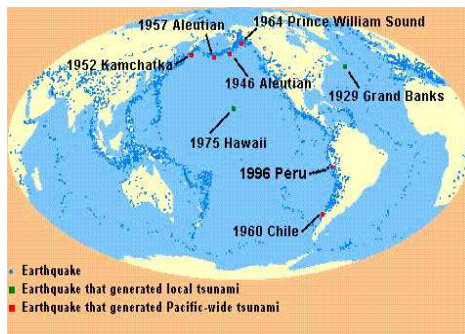 1957 Aleutian
1964 Prince William Sound
1952 Kamchatka
1946 Aleutian
1929 Grand Banks
1975 Hawaii
1996 Peru
1960 Chile
Earthquake
Earthquake that generated local tsunami
Earthquake that generated Pacific-wide tsunami